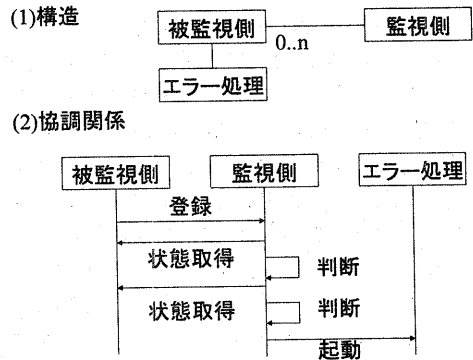 (1)構造
被監視側
監視側
0..n
エラー処理
(2)協調関係
被監視側
監視側
エラー処理
登録
状態取得
判断
状態取得
判断
起動